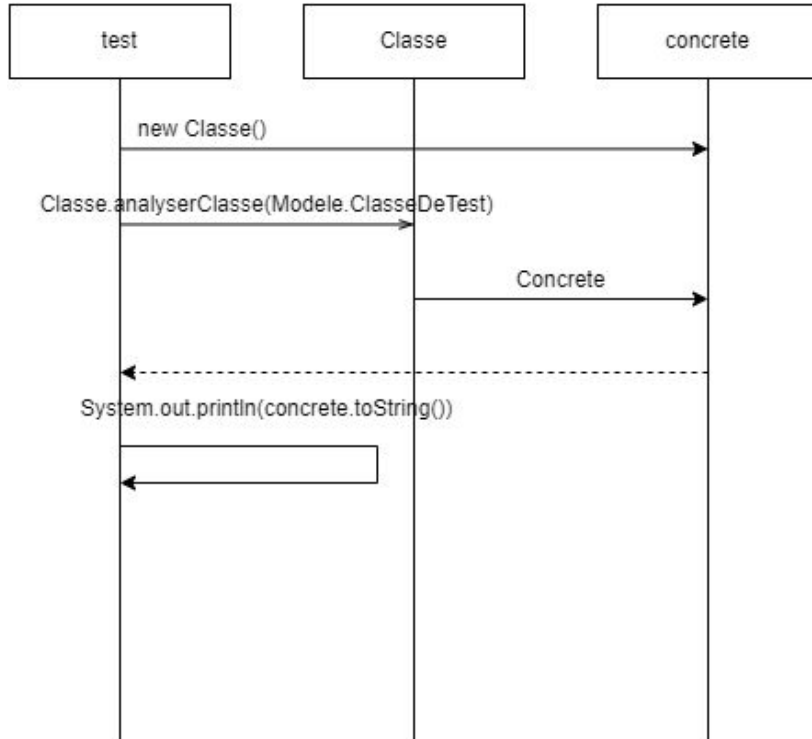 test
Classe
concrete
new Classe()
Classe.analyserClasse(Modele.ClasseDeTest)
Concrete
System.out.println(concrete.toString())